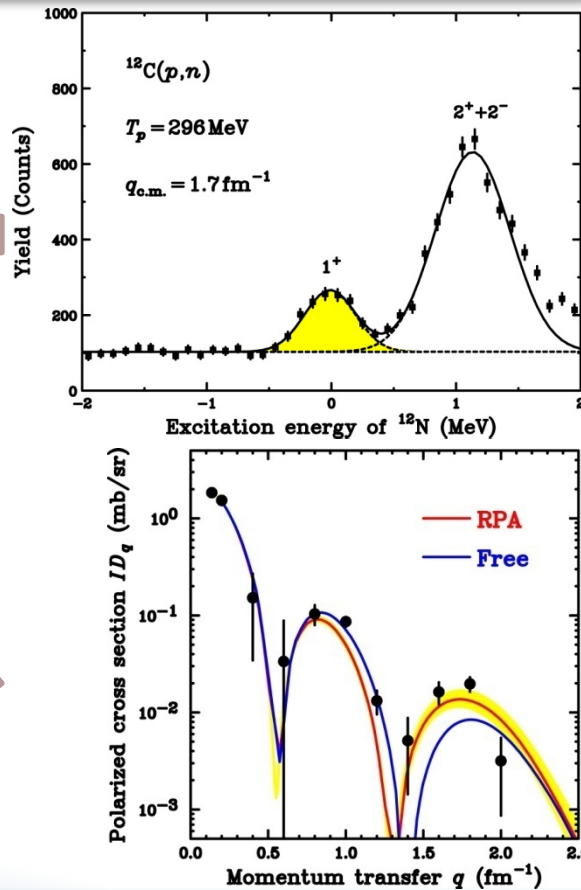 1000
800
600
400
200
0
Yield (Counts)
¹²C(p,n)
Tₚ = 296 MeV
q_c.m. = 1.7 fm⁻¹
1⁺
2⁺+2⁻
-2
-1
0
1
2
Excitation energy of ¹²N (MeV)
Polarized cross section ID_q (mb/sr)
10⁰
10⁻¹
10⁻²
10⁻³
RPA
Free
0.0
0.5
1.0
1.5
2.0
2.5
Momentum transfer q (fm⁻¹)